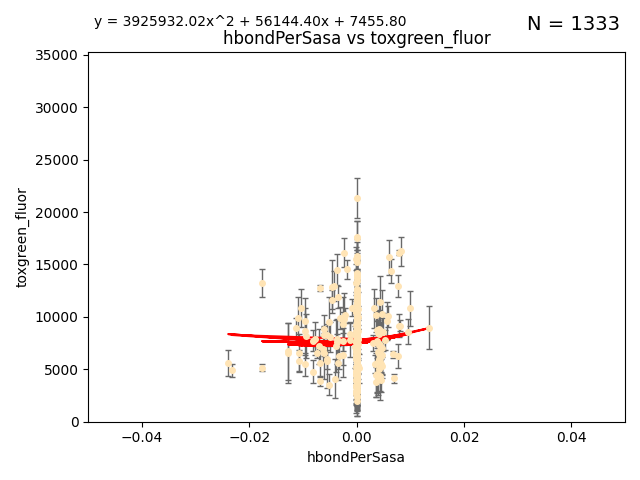 y = 3925932.02x^2 + 56144.40x + 7455.80
N = 1333
hbondPerSasa vs toxgreen_fluor
35000
30000
25000
20000
15000
10000
5000
0
toxgreen_fluor
−0.04
−0.02
0.00
0.02
0.04
hbondPerSasa